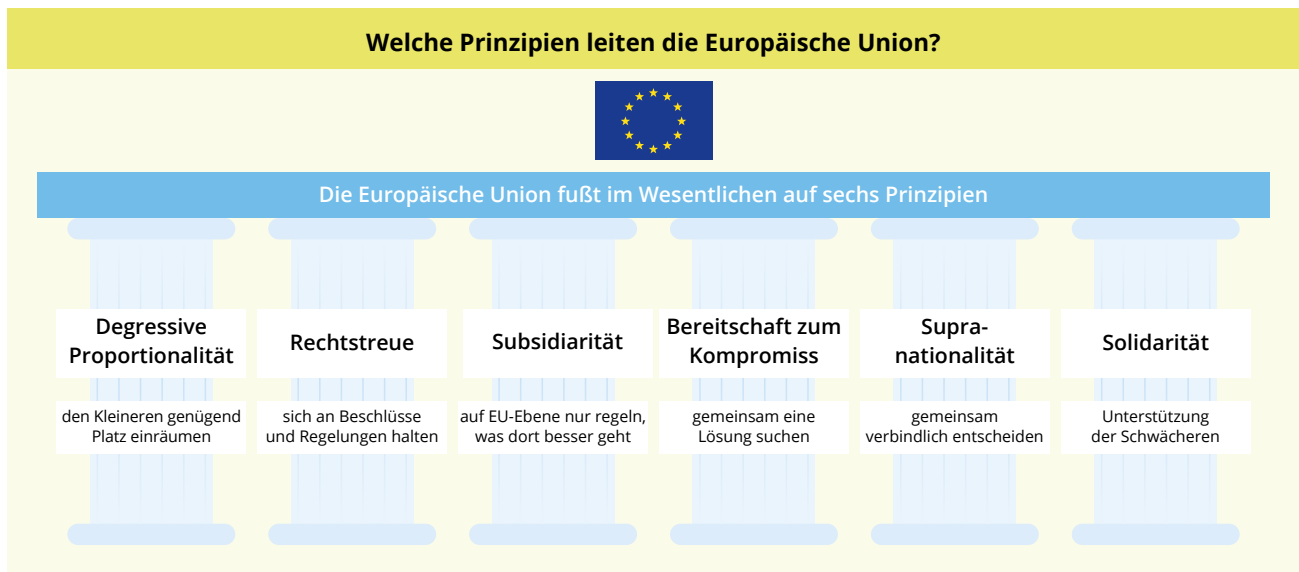 Welche Prinzipien leiten die Europäische Union?
Die Europäische Union fußt im Wesentlichen auf sechs Prinzipien
Degressive
Proportionalität
den Kleineren genügend
Platz einräumen
Rechtstreue
sich an Beschlüsse
und Regelungen halten
Subsidiarität
auf EU-Ebene nur regeln,
was dort besser geht
Bereitschaft zum
Kompromiss
gemeinsam eine
Lösung suchen
Supra-
nationalität
gemeinsam
verbindlich entscheiden
Solidarität
Unterstützung
der Schwächeren